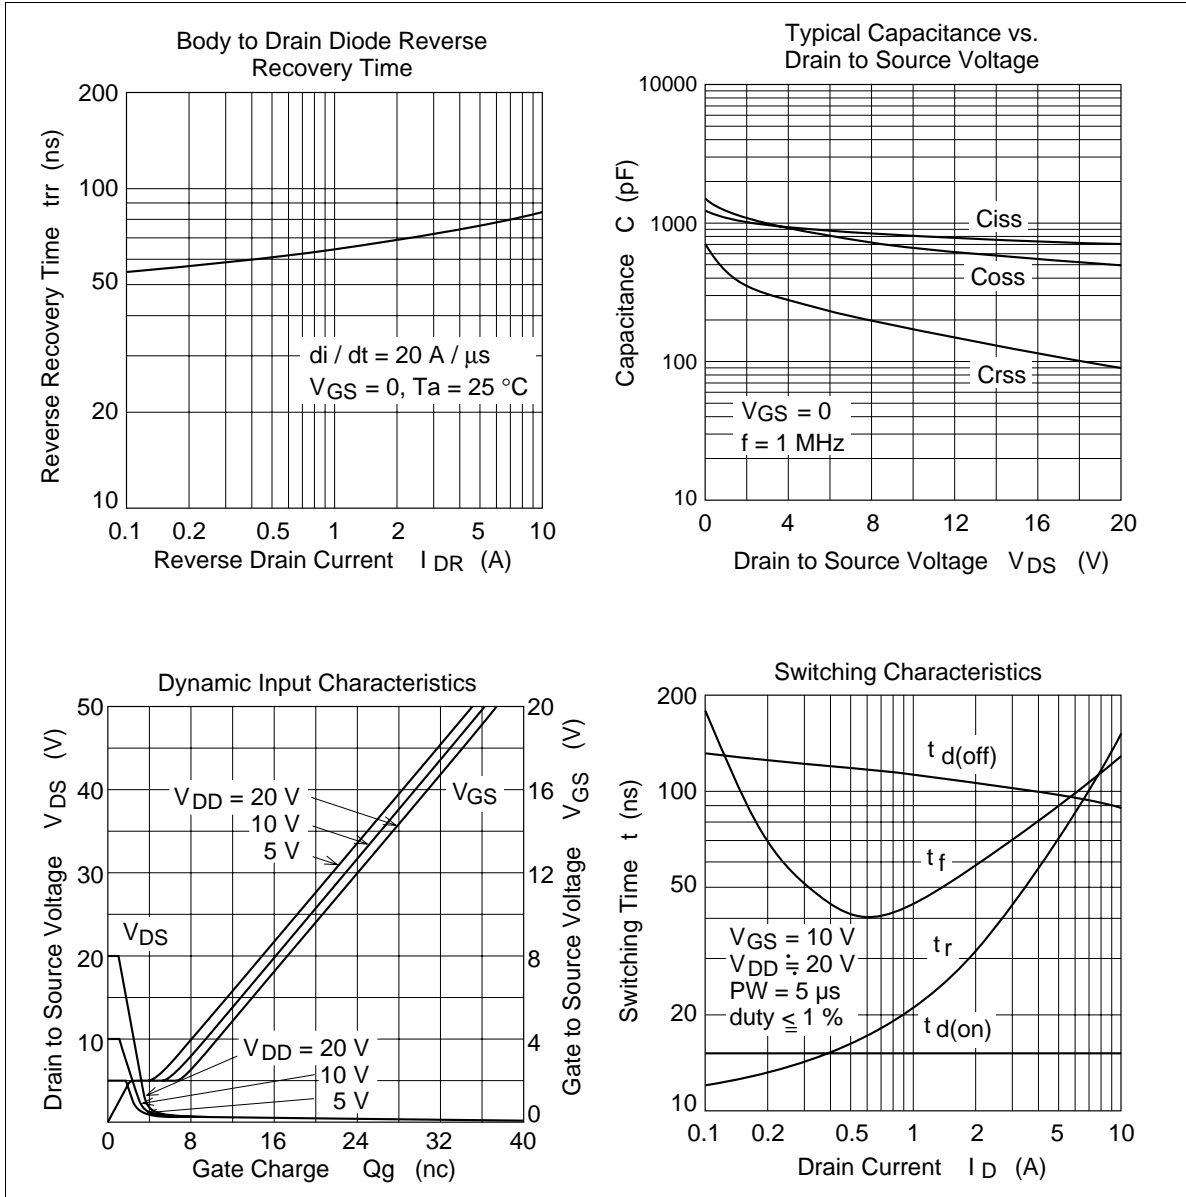 Body to Drain Diode Reverse
Recovery Time
Reverse Recovery Time trr (ns)
200
100
50
20
10
di / dt = 20 A / µs
VGS = 0, Ta = 25 °C
0.1 0.2 0.5 1 2 5 10
Reverse Drain Current I DR (A)
Typical Capacitance vs.
Drain to Source Voltage
Capacitance C (pF)
10000
1000
100
10
Ciss
Coss
Crss
VGS = 0
f = 1 MHz
0 4 8 12 16 20
Drain to Source Voltage VDS (V)
Dynamic Input Characteristics
Drain to Source Voltage VDS (V)
50
40
30
20
10
VDD = 20 V
10 V
5 V
VGS
VDS
VDD = 20 V
10 V
5 V
20
16
12
8
4
0
Gate to Source Voltage VGS (V)
0 8 16 24 32 40
Gate Charge Qg (nc)
Switching Characteristics
Switching Time t (ns)
200
100
50
20
10
t d(off)
t f
t r
t d(on)
VGS = 10 V
VDD ≒ 20 V
PW = 5 µs
duty ≦ 1 %
0.1 0.2 0.5 1 2 5 10
Drain Current I D (A)